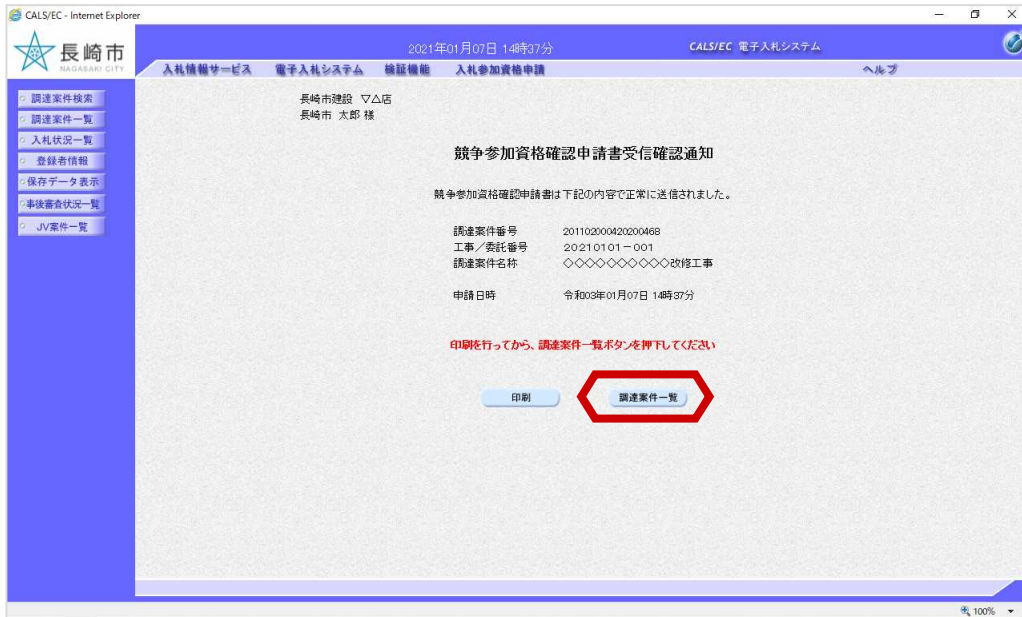 CALS/EC - Internet Explorer
長崎市
NAGASAKI CITY
2021年01月07日 14時37分
CALS/EC 電子入札システム
入札情報サービス 電子入札システム 検証機能 入札参加資格申請 ヘルプ
調達案件検索
調達案件一覧
入札状況一覧
登録者情報
保存データ表示
事後審査状況一覧
JV案件一覧
長崎市建設 ▽△店
長崎市 太郎 様
競争参加資格確認申請書受信確認通知
競争参加資格確認申請書は下記の内容で正常に送信されました。
調達案件番号 201102000420200468
工事/委託番号 20210101-001
調達案件名称 ◇◇◇◇◇◇◇◇◇◇改修工事
申請日時 令和03年01月07日 14時37分
印刷を行ってから、調達案件一覧ボタンを押下してください
印刷 調達案件一覧
100%